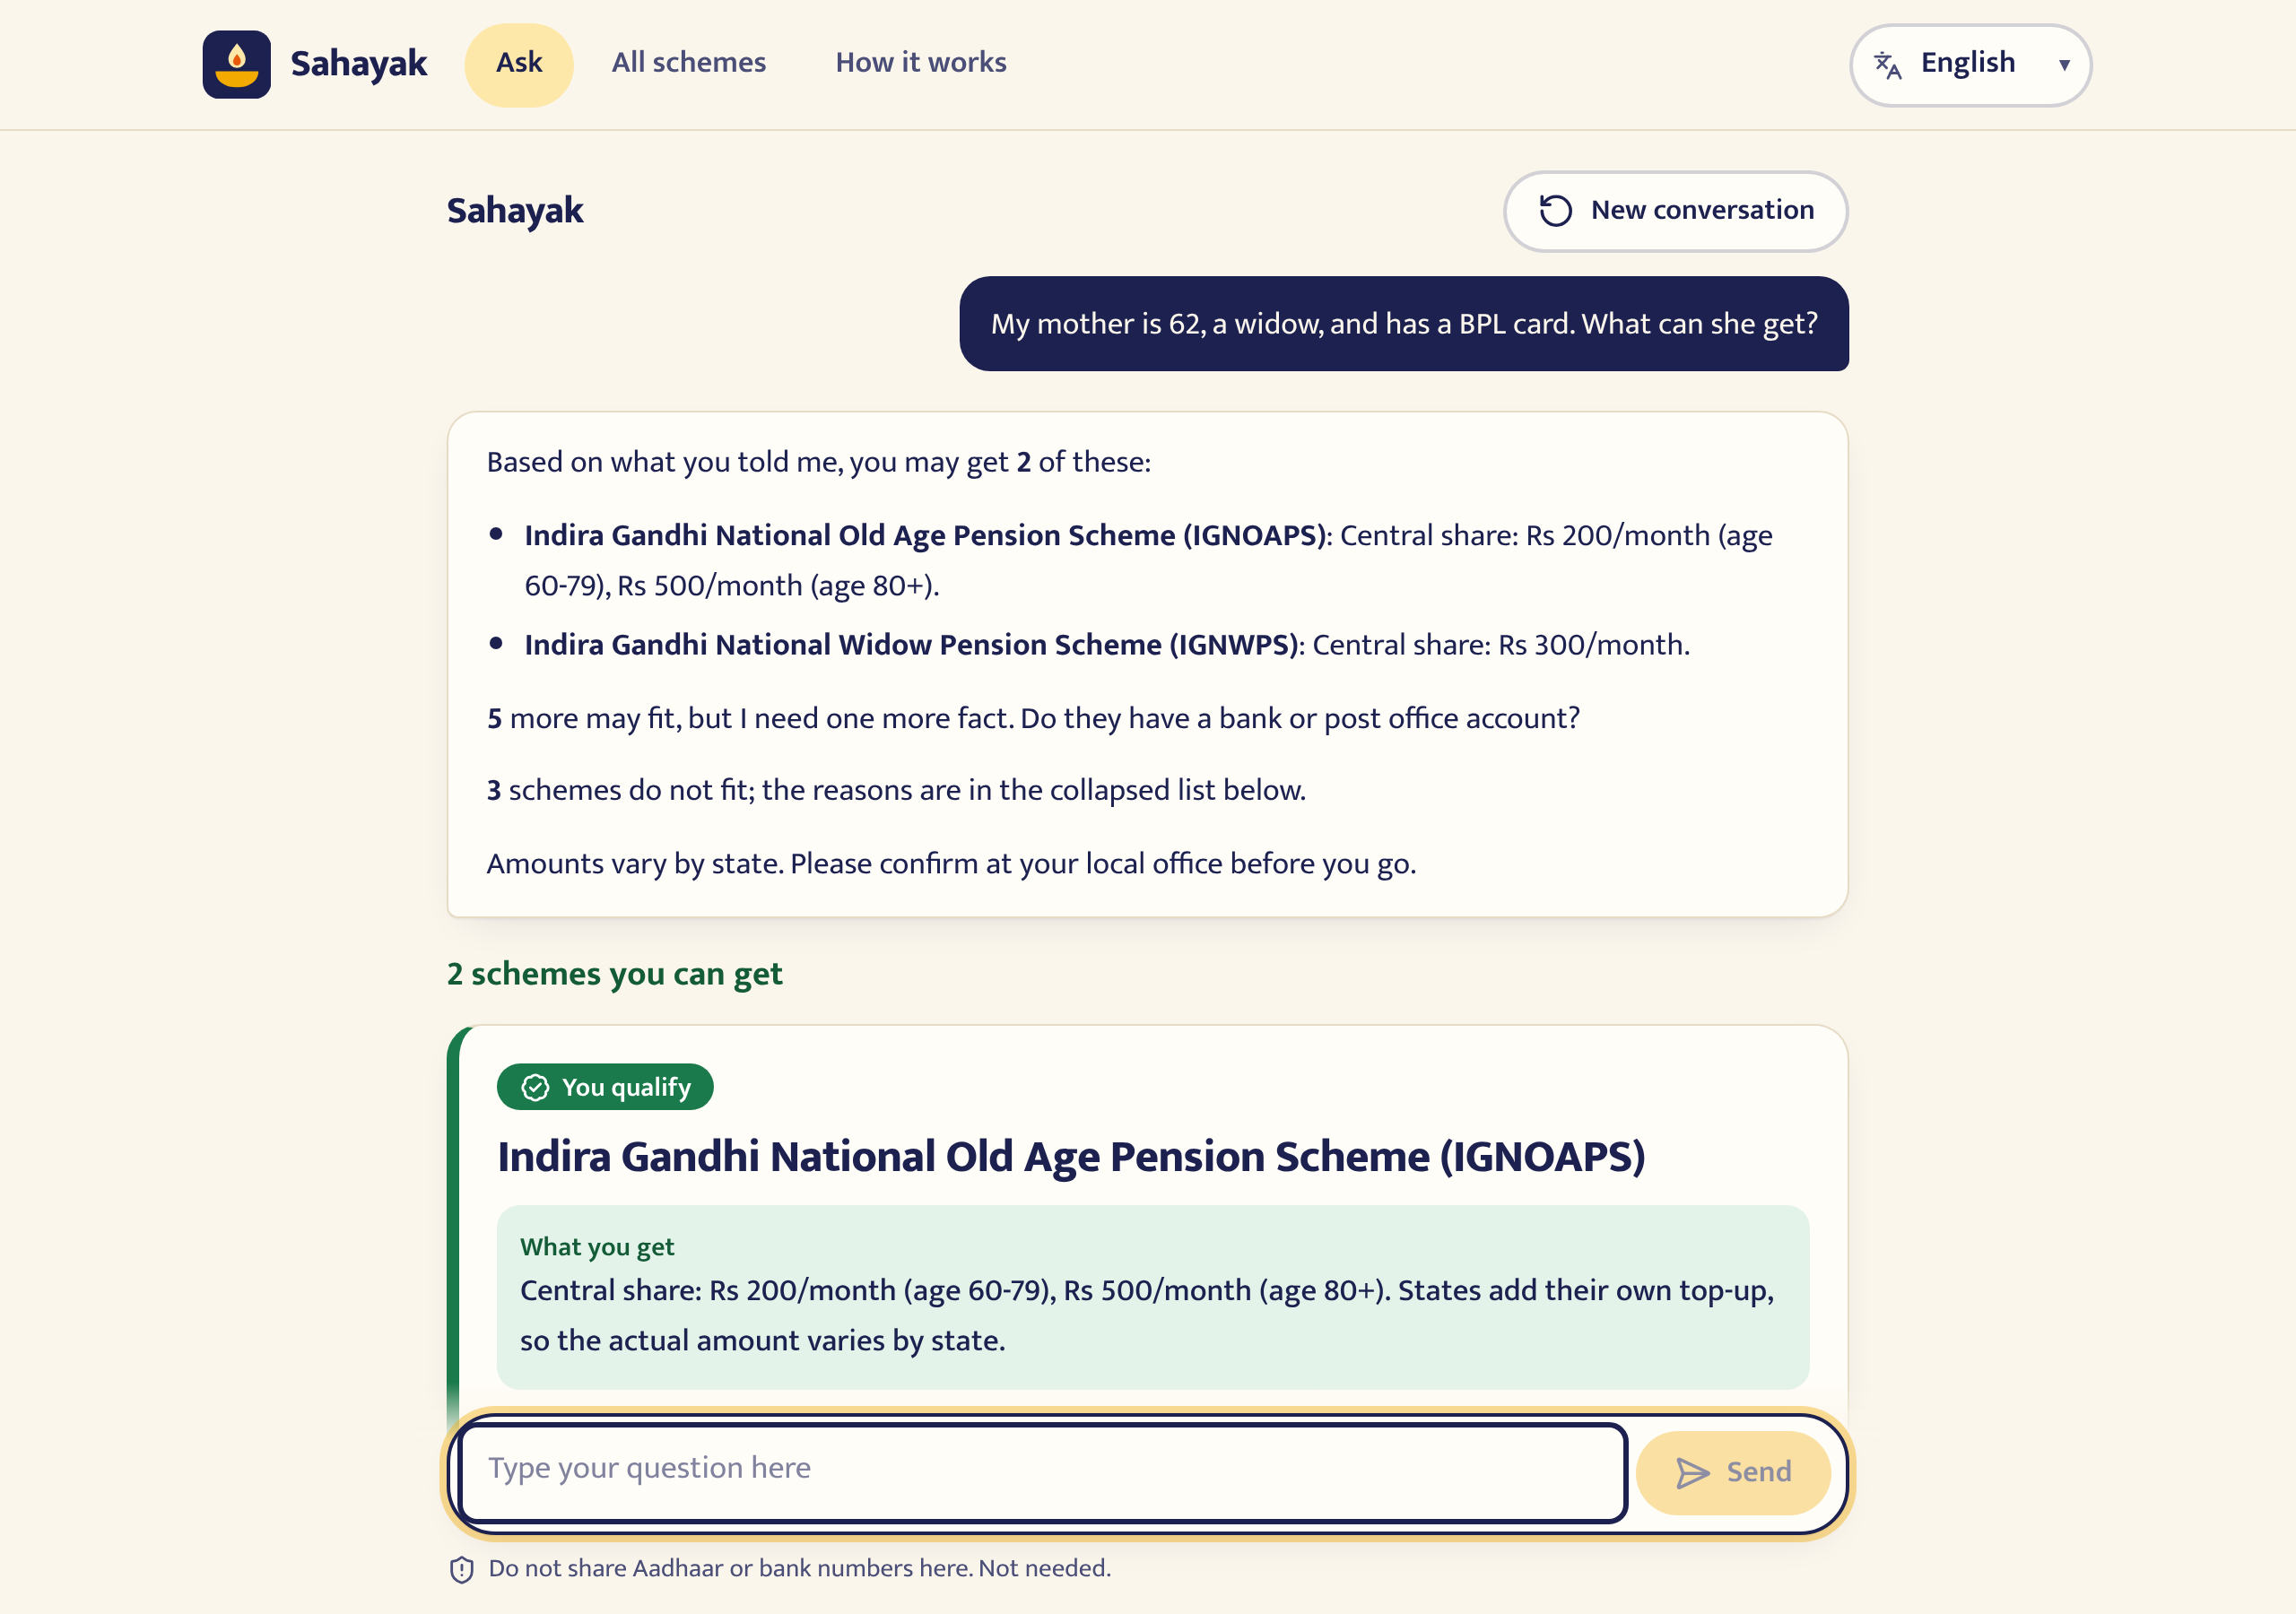 Sahayak
Ask
All schemes
How it works
English
Sahayak
New conversation
My mother is 62, a widow, and has a BPL card. What can she get?
Based on what you told me, you may get 2 of these:
Indira Gandhi National Old Age Pension Scheme (IGNOAPS): Central share: Rs 200/month (age
60-79), Rs 500/month (age 80+).
Indira Gandhi National Widow Pension Scheme (IGNWPS): Central share: Rs 300/month.
5 more may fit, but I need one more fact. Do they have a bank or post office account?
3 schemes do not fit; the reasons are in the collapsed list below.
Amounts vary by state. Please confirm at your local office before you go.
2 schemes you can get
You qualify
Indira Gandhi National Old Age Pension Scheme (IGNOAPS)
What you get
Central share: Rs 200/month (age 60-79), Rs 500/month (age 80+). States add their own top-up,
so the actual amount varies by state.
Type your question here
Send
Do not share Aadhaar or bank numbers here. Not needed.